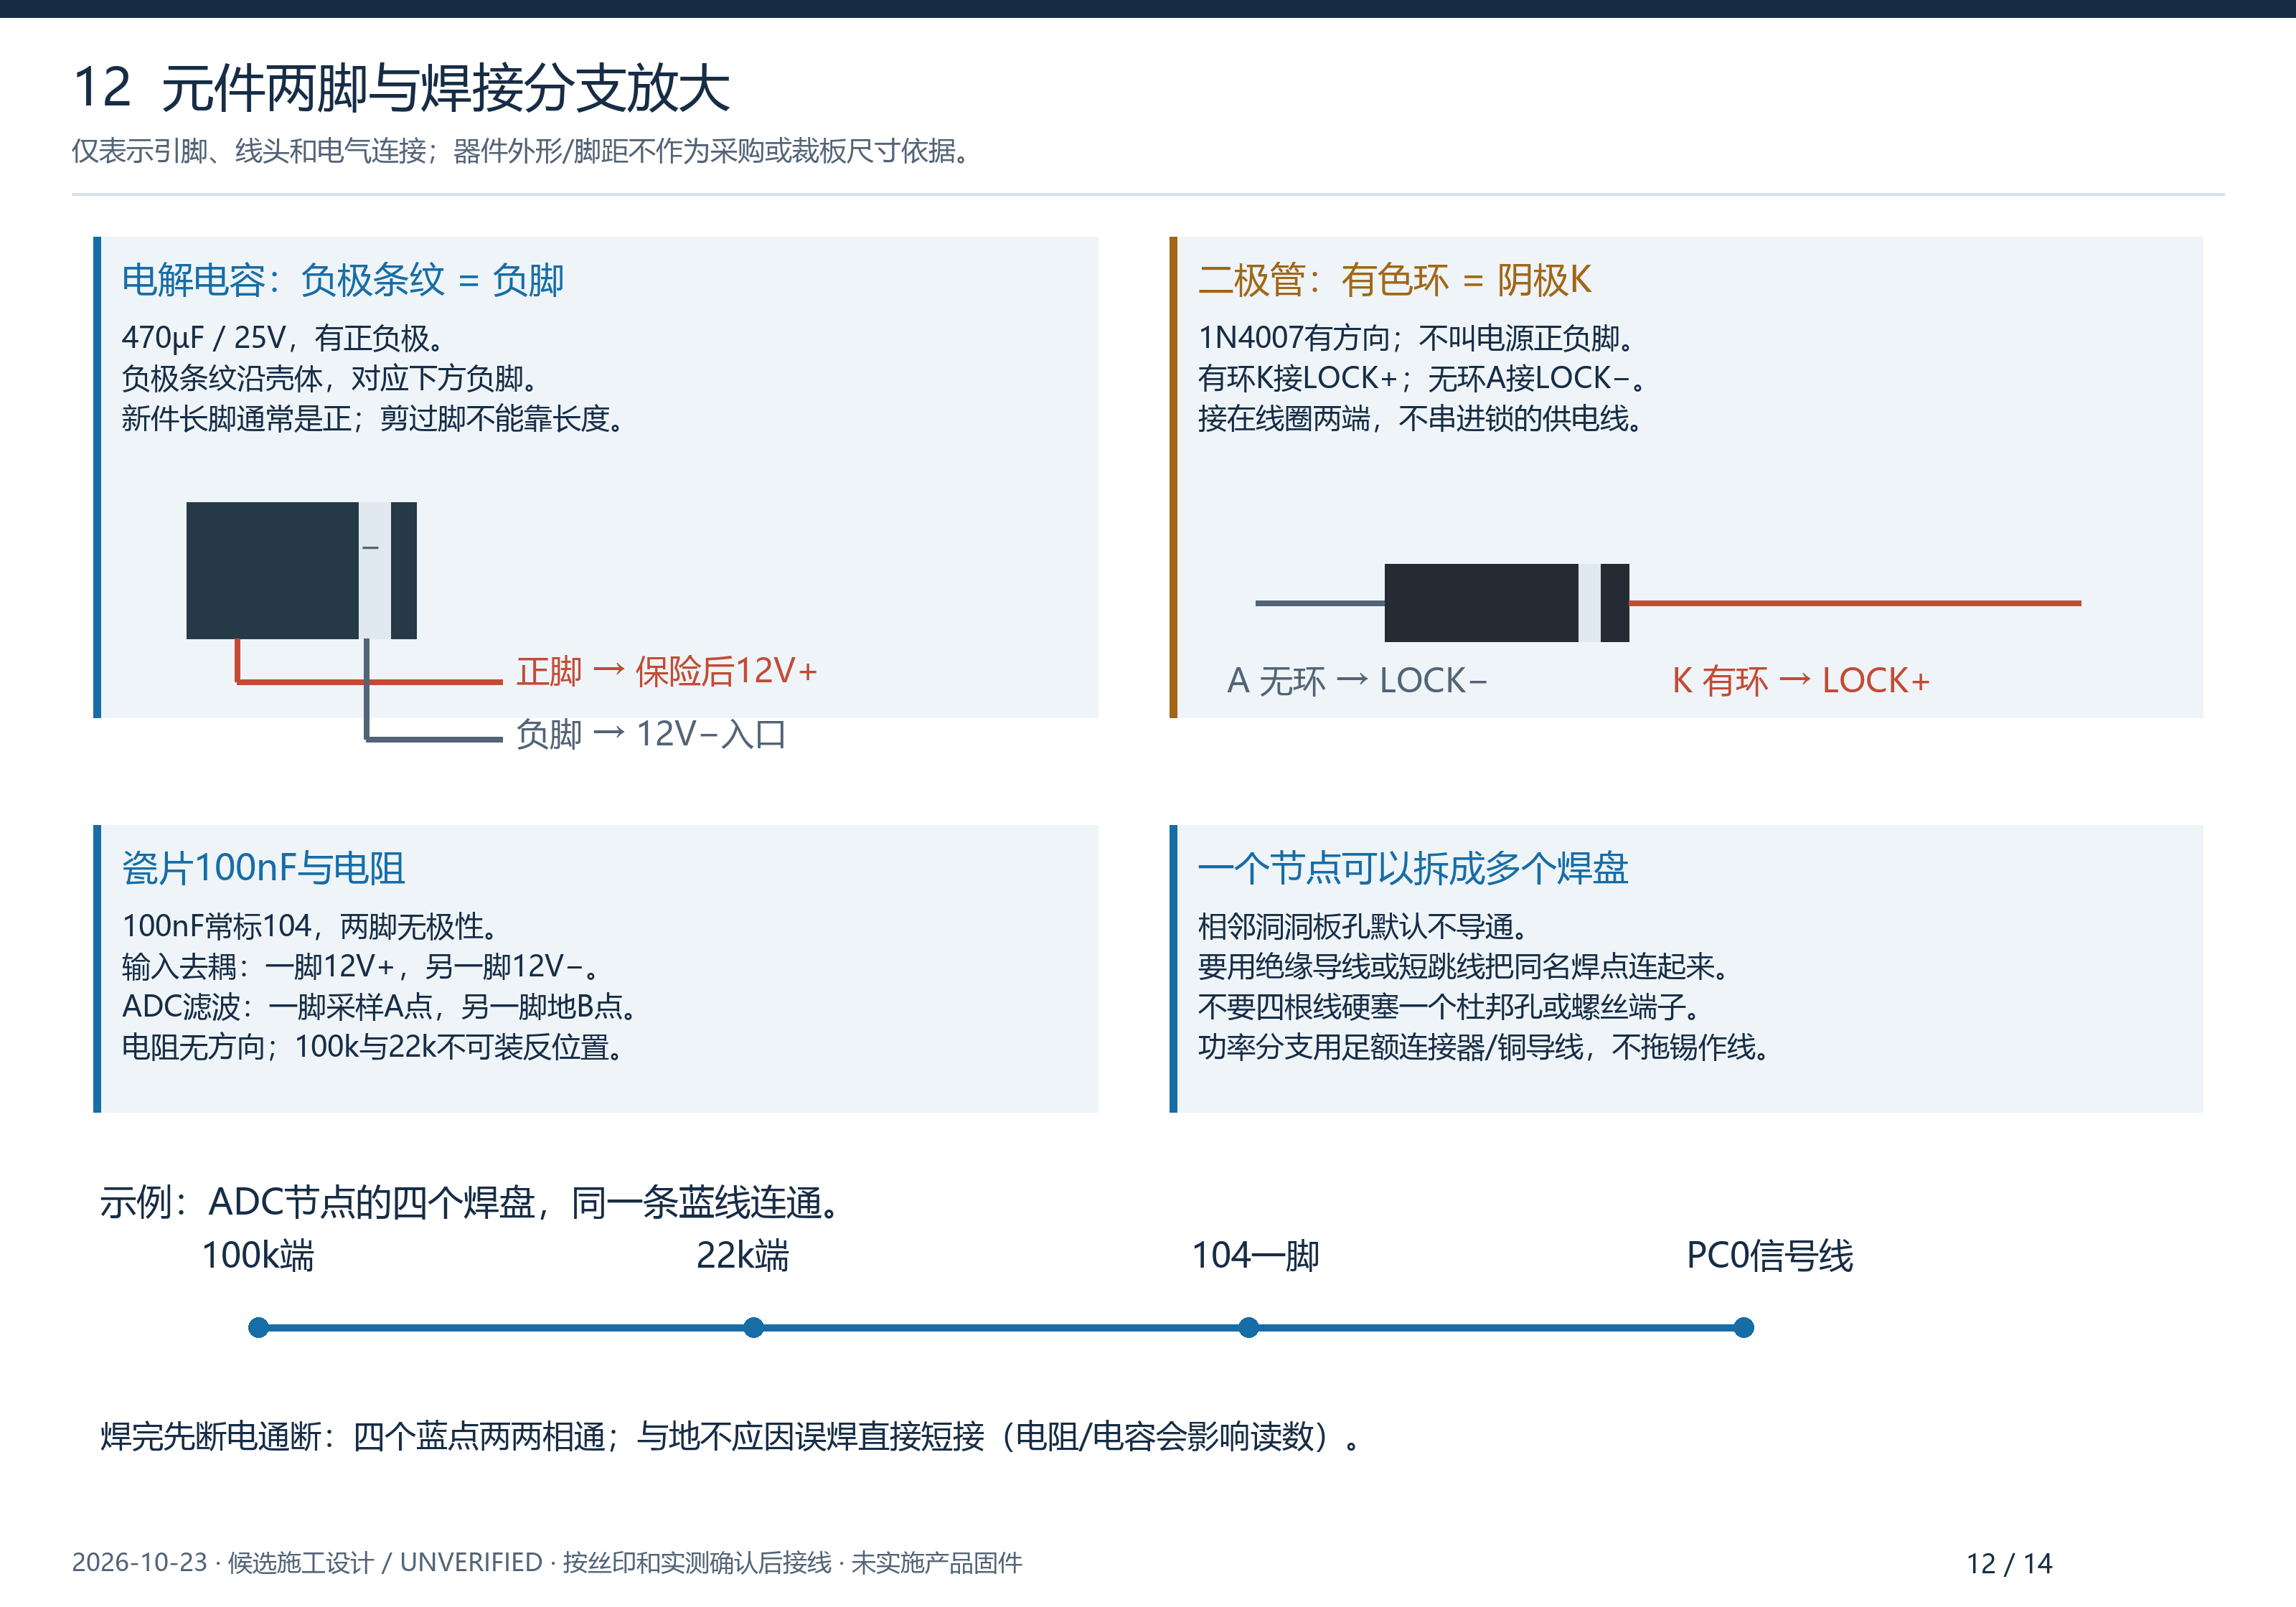 12 元件两脚与焊接分支放大
仅表示引脚、线头和电气连接；器件外形/脚距不作为采购或裁板尺寸依据。
电解电容：负极条纹 = 负脚
470μF / 25V，有正负极。
负极条纹沿壳体，对应下方负脚。
新件长脚通常是正；剪过脚不能靠长度。
−
正脚 → 保险后12V+
负脚 → 12V−入口
二极管：有色环 = 阴极K
1N4007有方向；不叫电源正负脚。
有环K接LOCK+；无环A接LOCK−。
接在线圈两端，不串进锁的供电线。
A 无环 → LOCK−
K 有环 → LOCK+
瓷片100nF与电阻
100nF常标104，两脚无极性。
输入去耦：一脚12V+，另一脚12V−。
ADC滤波：一脚采样A点，另一脚地B点。
电阻无方向；100k与22k不可装反位置。
一个节点可以拆成多个焊盘
相邻洞洞板孔默认不导通。
要用绝缘导线或短跳线把同名焊点连起来。
不要四根线硬塞一个杜邦孔或螺丝端子。
功率分支用足额连接器/铜导线，不拖锡作线。
示例：ADC节点的四个焊盘，同一条蓝线连通。
100k端
22k端
104一脚
PC0信号线
焊完先断电通断：四个蓝点两两相通；与地不应因误焊直接短接（电阻/电容会影响读数）。
2026-10-23 · 候选施工设计 / UNVERIFIED · 按丝印和实测确认后接线 · 未实施产品固件
12 / 14